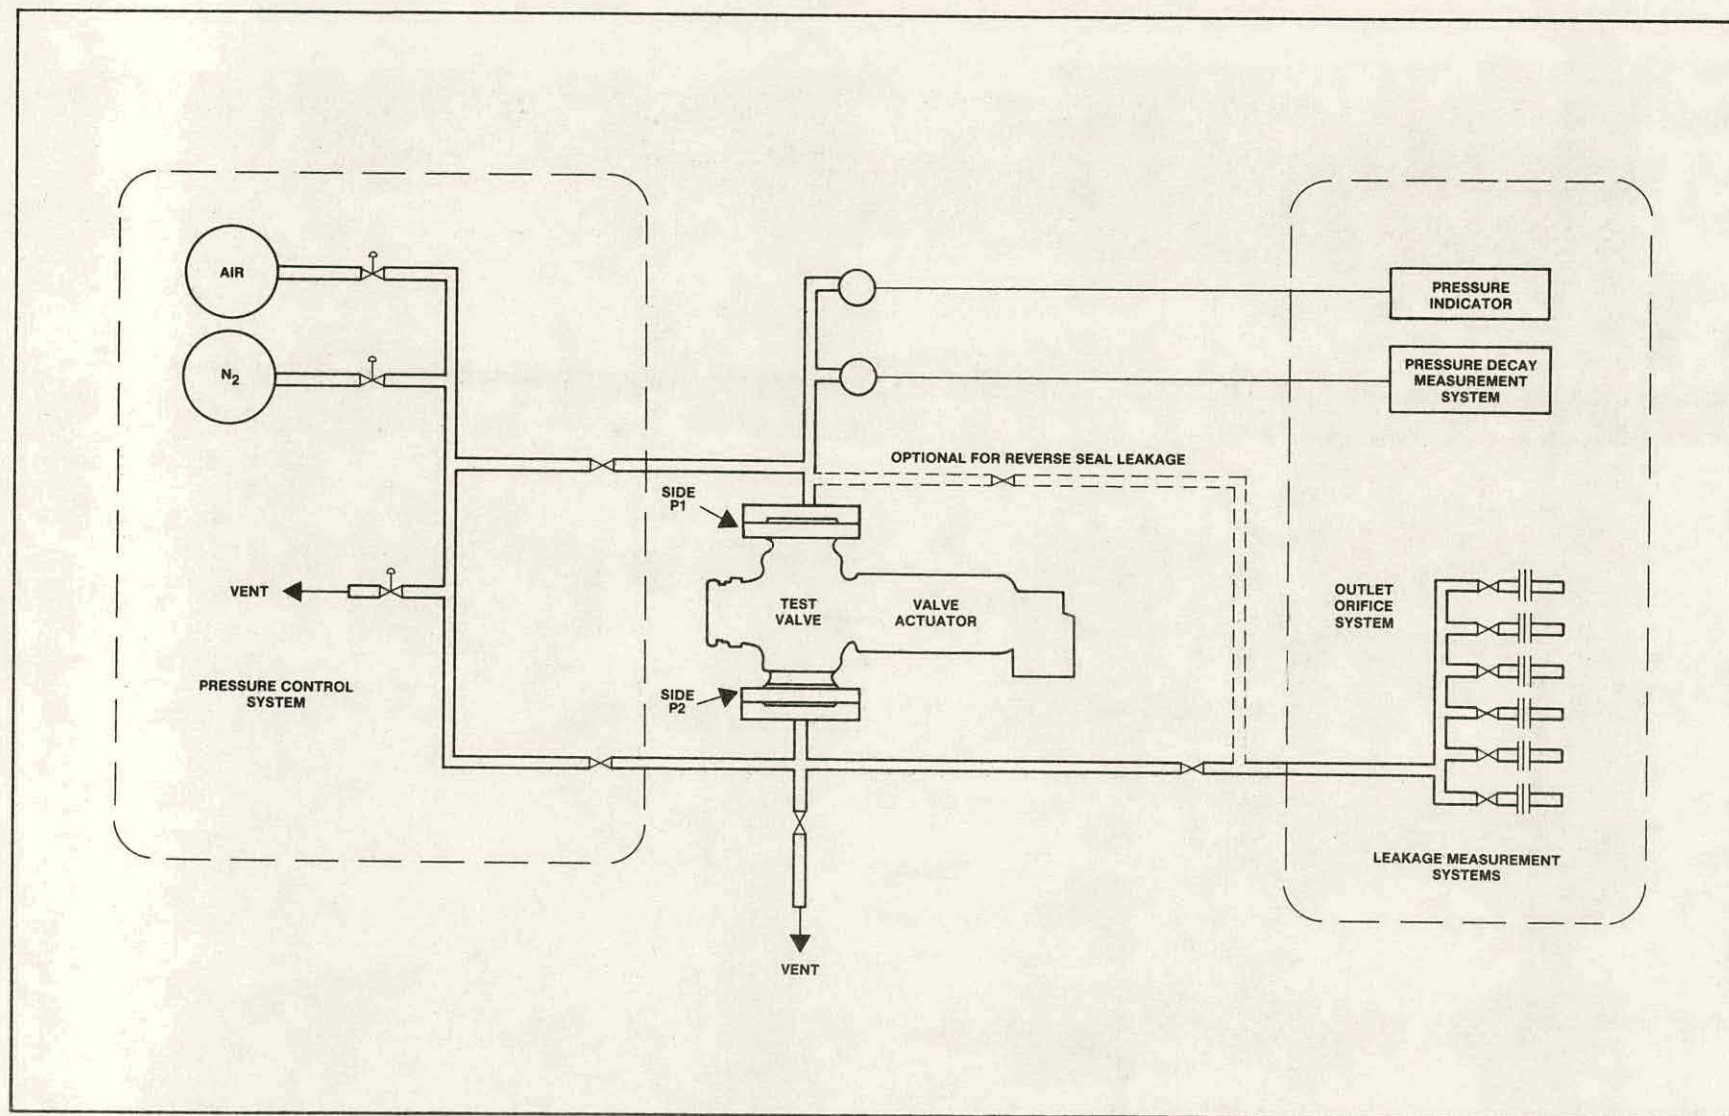 AIR
N2
VENT
PRESSURE CONTROL
SYSTEM
SIDE
P1
TEST
VALVE
VALVE
ACTUATOR
SIDE
P2
VENT
OPTIONAL FOR REVERSE SEAL LEAKAGE
PRESSURE
INDICATOR
PRESSURE DECAY
MEASUREMENT
SYSTEM
OUTLET
ORIFICE
SYSTEM
LEAKAGE MEASUREMENT
SYSTEMS